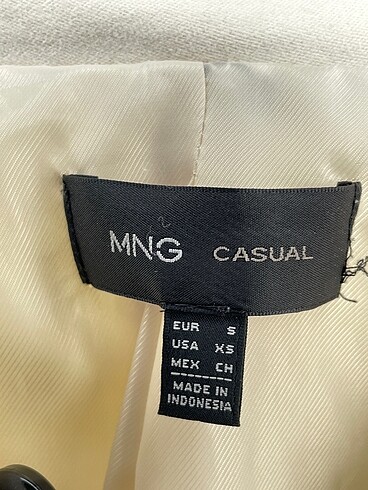 MNG CASUAL
EUR S
USA XS
MEX CH
MADE IN
INDONESIA